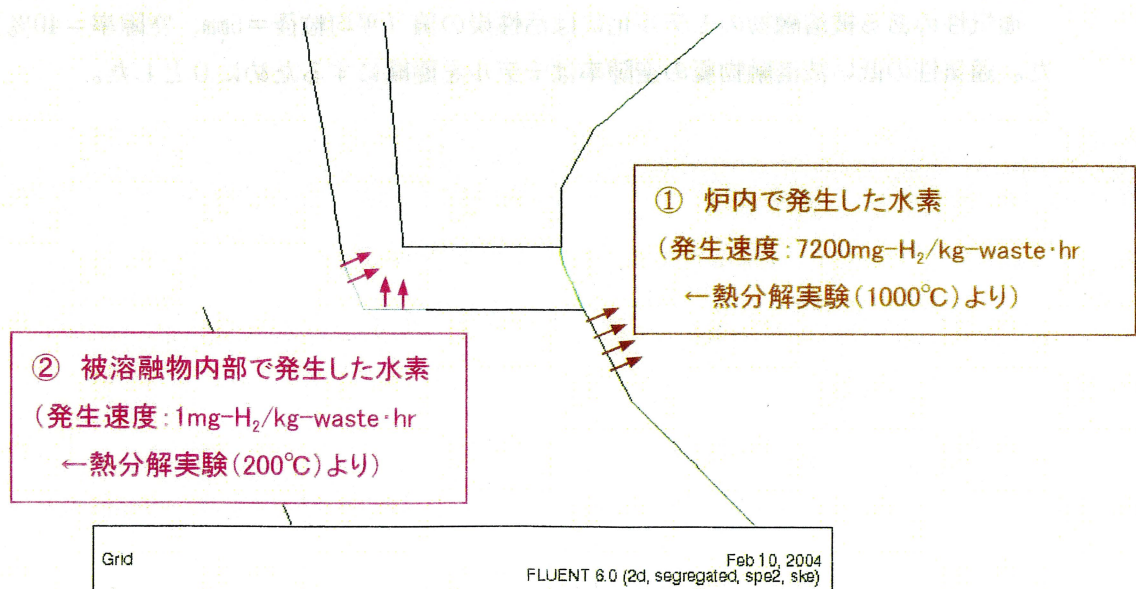 ① 炉内で発生した水素
(発生速度:7200mg-H₂/kg-waste·hr
←熱分解実験(1000℃)より)
② 被溶融物内部で発生した水素
(発生速度:1mg-H₂/kg-waste·hr
←熱分解実験(200℃)より)
Grid
Feb 10, 2004
FLUENT 6.0 (2d, segregated, spe2, ske)